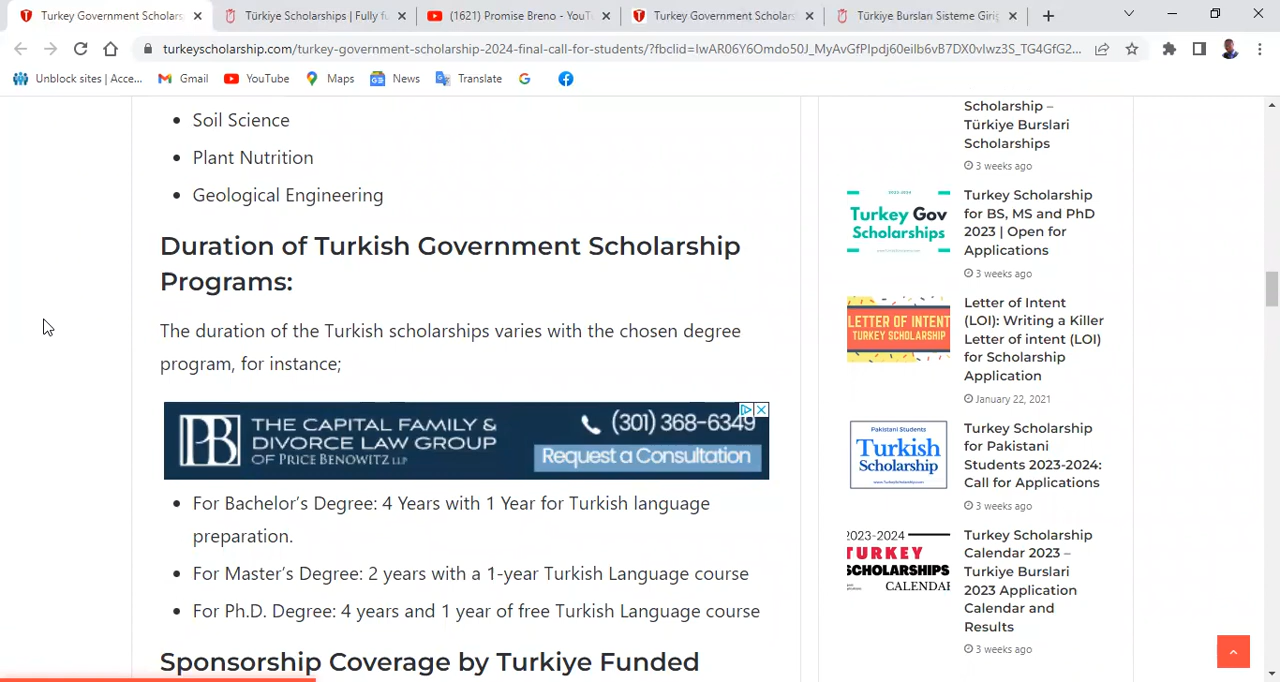 Turkey Government Scholars
Türkiye Scholarships | Fully fu
(1621) Promise Breno - YouT
Turkey Government Scholars
Türkiye Bursları Sisteme Giriş
turkeyscholarship.com/turkey-government-scholarship-2024-final-call-for-students/?fbclid=IwAR06Y6Omdo50J_MyAvGfPIpdj60eilb6vB7DX0vIwz3S_TG4GfG2...
Unblock sites | Acce...
Gmail
YouTube
Maps
News
Translate
Soil Science
Plant Nutrition
Geological Engineering
Duration of Turkish Government Scholarship
Programs:
The duration of the Turkish scholarships varies with the chosen degree
program, for instance;
PB
THE CAPITAL FAMILY &
DIVORCE LAW GROUP
OF PRICE BENOWITZ LLP
(301) 368-6349
Request a Consultation
For Bachelor's Degree: 4 Years with 1 Year for Turkish language
preparation.
For Master's Degree: 2 years with a 1-year Turkish Language course
For Ph.D. Degree: 4 years and 1 year of free Turkish Language course
Sponsorship Coverage by Turkiye Funded
Scholarship –
Türkiye Burslari
Scholarships
3 weeks ago
2023-2024
Turkey Gov
Scholarships
Turkey Scholarship
for BS, MS and PhD
2023 | Open for
Applications
3 weeks ago
LETTER OF INTENT
TURKEY SCHOLARSHIP
Letter of Intent
(LOI): Writing a Killer
Letter of intent (LOI)
for Scholarship
Application
January 22, 2021
Pakistani Students
Turkish
Scholarship
Turkey Scholarship
for Pakistani
Students 2023-2024:
Call for Applications
3 weeks ago
2023-2024
TURKEY
SCHOLARSHIPS
CALENDAR
Turkey Scholarship
Calendar 2023 –
Turkiye Burslari
2023 Application
Calendar and
Results
3 weeks ago